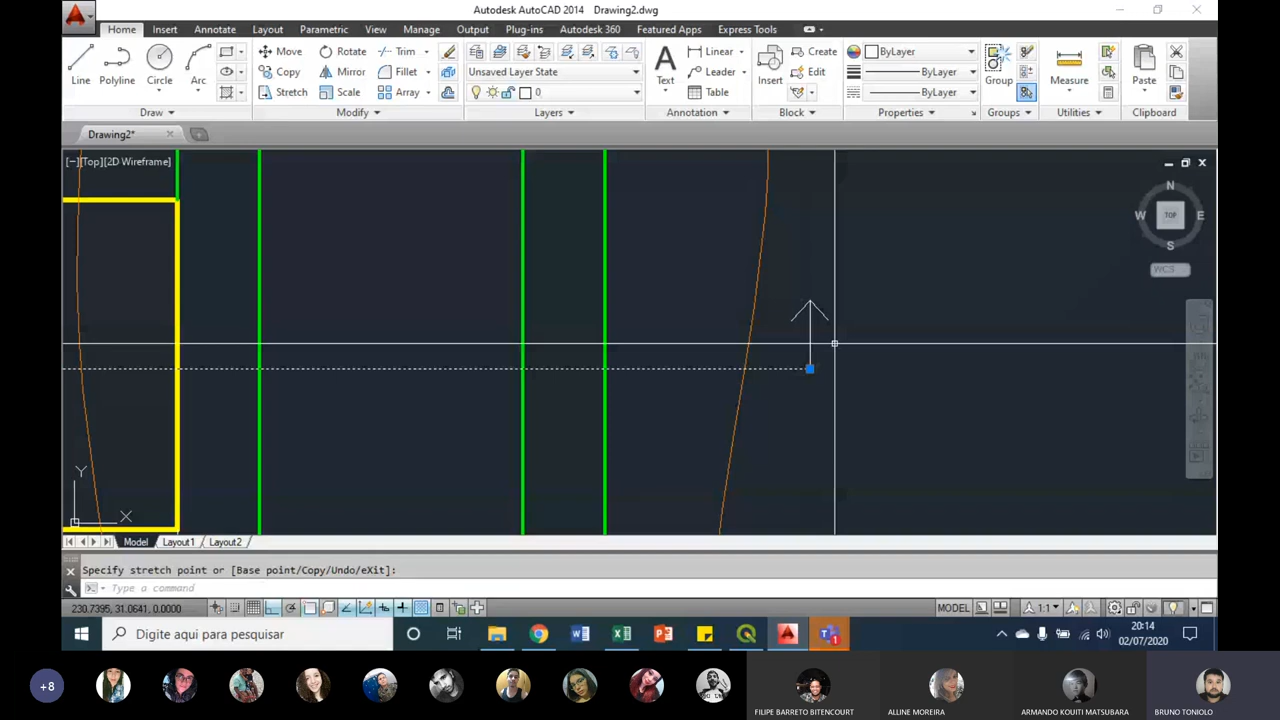 Autodesk AutoCAD 2014 Drawing2.dwg
Home Insert Annotate Layout Parametric View Manage Output Plug-ins Autodesk 360 Featured Apps Express Tools
Line Polyline Circle Arc
Move Rotate Trim
Copy Mirror Fillet
Stretch Scale Array
Unsaved Layer State
0
Text
Linear
Leader
Table
Insert
Create
Edit
ByLayer
ByLayer
ByLayer
Group
Measure
Paste
Draw Modify Layers Annotation Block Properties Groups Utilities Clipboard
Drawing2*
[−][Top][2D Wireframe]
N
W TOP E
S
WCS
Y
X
Model Layout1 Layout2
Specify stretch point or [Base point/Copy/Undo/eXit]:
Type a command
230.7395, 31.0641, 0.0000
MODEL 1:1
Digite aqui para pesquisar
1
20:14
02/07/2020
+8
FILIPE BARRETO BITENCOURT ALLINE MOREIRA ARMANDO KOUITI MATSUBARA BRUNO TONIOLO